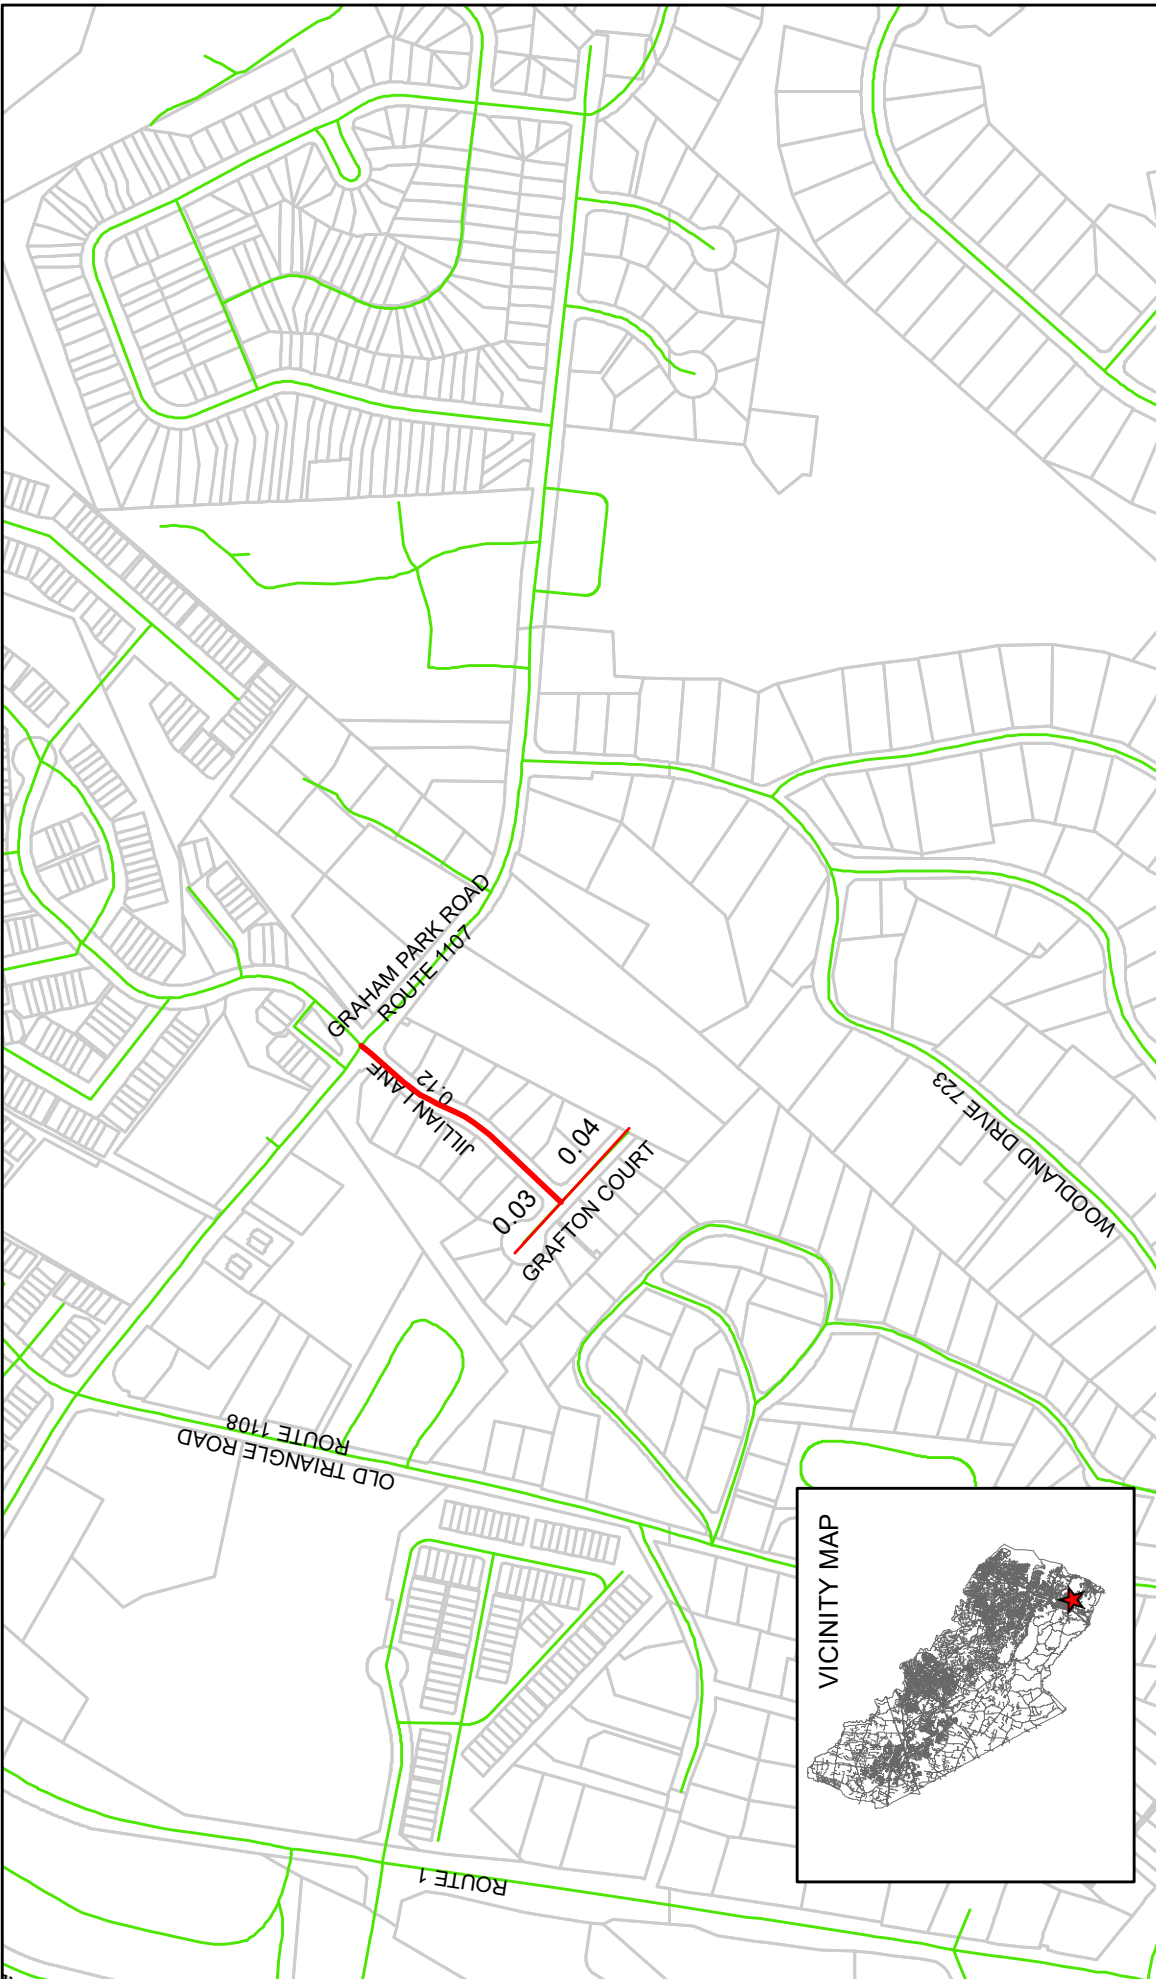 GRAHAM PARK ROAD
ROUTE 1107
JILLIAN LANE
0.12
0.04
0.03
GRAFTON COURT
WOODLAND DRIVE 723
ROUTE 1108
OLD TRIANGLE ROAD
ROUTE 1
VICINITY MAP